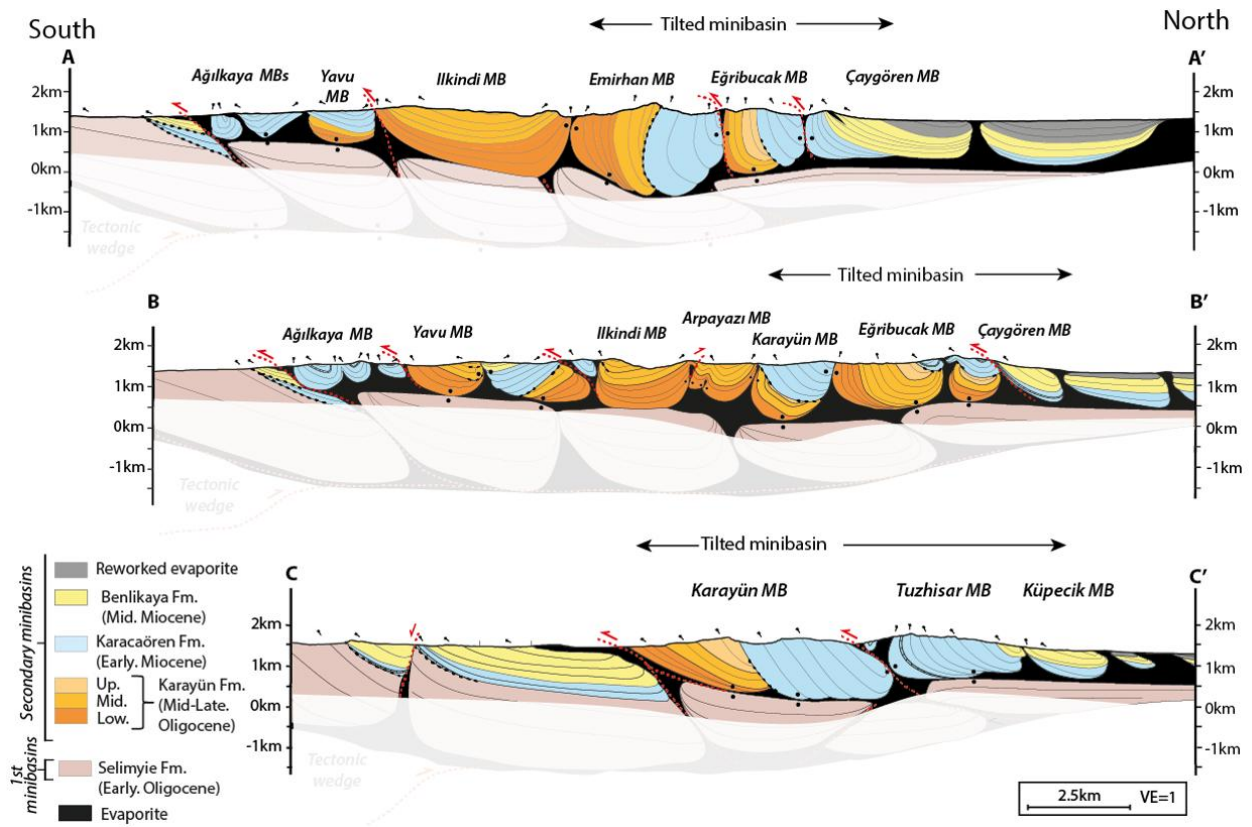 South
Tilted minibasin
North
A
A'
Ağılkaya MBs
Yavu
MB
Ilkindi MB
Emirhan MB
Eğribucak MB
Çaygören MB
2km
1km
0km
-1km
2km
1km
0km
-1km
Tectonic
wedge
Tilted minibasin
B
B'
Ağılkaya MB
Yavu MB
Ilkindi MB
Arpayazı MB
Karayün MB
Eğribucak MB
Çaygören MB
2km
1km
0km
-1km
2km
1km
0km
-1km
Tectonic
wedge
Tilted minibasin
C
C'
Karayün MB
Tuzhisar MB
Küpecik MB
2km
1km
0km
-1km
2km
1km
0km
-1km
Tectonic
wedge
Secondary minibasins
Reworked evaporite
Benlikaya Fm.
(Mid. Miocene)
Karacaören Fm.
(Early. Miocene)
Up.
Mid.
Low.
Karayün Fm.
(Mid-Late.
Oligocene)
1st
minibasins
Selimyie Fm.
(Early. Oligocene)
Evaporite
2.5km VE=1